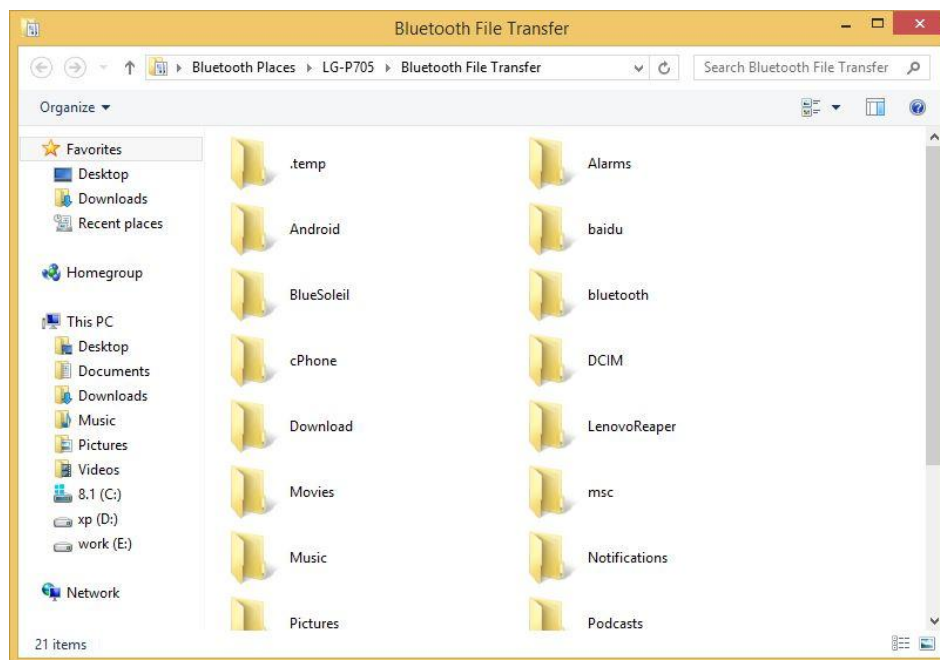 Bluetooth File Transfer
Bluetooth Places LG-P705 Bluetooth File Transfer
Search Bluetooth File Transfer
Organize
Favorites
Desktop
Downloads
Recent places
Homegroup
This PC
Desktop
Documents
Downloads
Music
Pictures
Videos
8.1 (C:)
xp (D:)
work (E:)
Network
.temp
Alarms
Android
baidu
BlueSoleil
bluetooth
cPhone
DCIM
Download
LenovoReaper
Movies
msc
Music
Notifications
Pictures
Podcasts
21 items